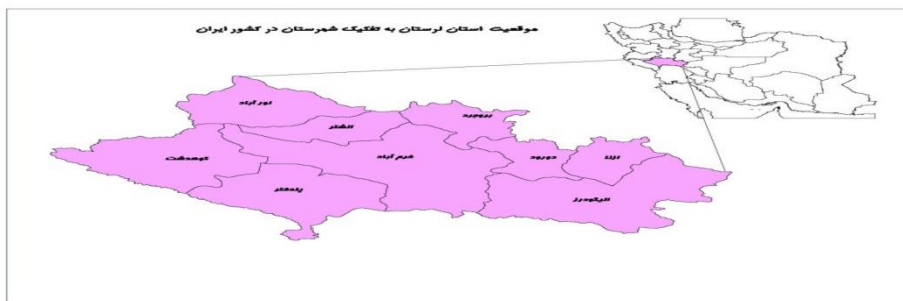 موقعیت استان لرستان به تفکیک شهرستان در کشور ایران
نور آباد
الشتر
بروجرد
کوهدشت
خرم آباد
دورود
ازنا
پلدختر
الیگودرز